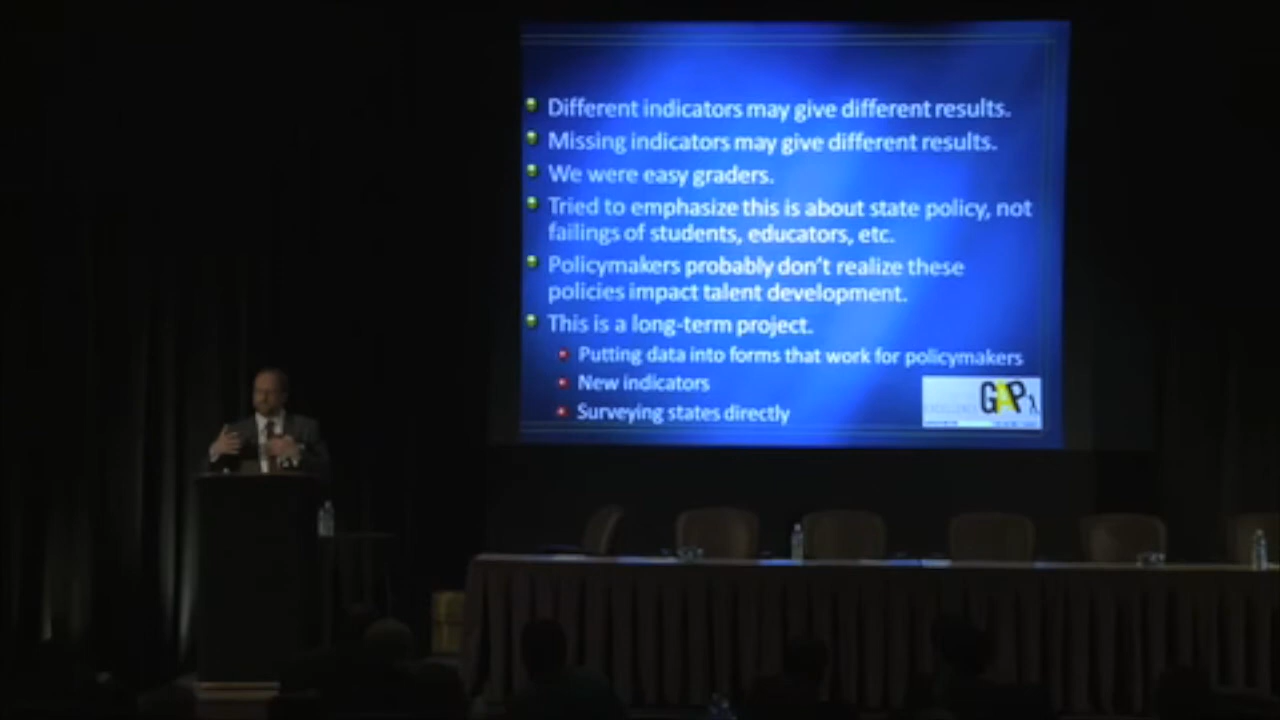 Different indicators may give different results.
Missing indicators may give different results.
We were easy graders.
Tried to emphasize this is about state policy, not
failings of students, educators, etc.
Policymakers probably don't realize these
policies impact talent development.
This is a long-term project.
Putting data into forms that work for policymakers
New indicators
Surveying states directly
EXCELLENCE GAP